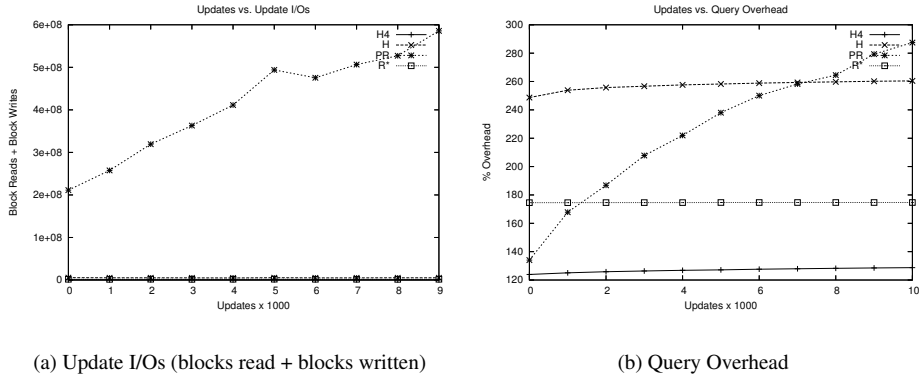 Updates vs. Update I/Os
6e+08
5e+08
4e+08
3e+08
2e+08
1e+08
0
Block Reads + Block Writes
H4
H
PR
R*
0 1 2 3 4 5 6 7 8 9
Updates x 1000
(a) Update I/Os (blocks read + blocks written)
Updates vs. Query Overhead
300
280
260
240
220
200
180
160
140
120
% Overhead
H4
H
PR
R*
0 2 4 6 8 10
Updates x 1000
(b) Query Overhead